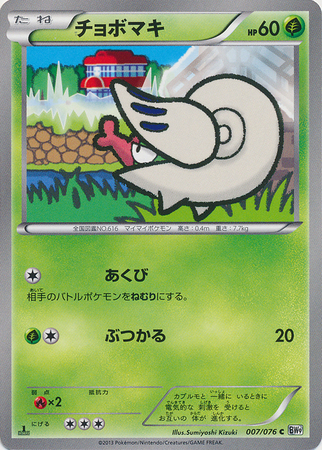 たね チョボマキ HP60
全国図鑑NO.616 マイマイポケモン 高さ:0.4m 重さ:7.7kg
あくび
相手のバトルポケモンをねむりにする。
ぶつかる 20
弱点 抵抗力
×2
にげる
カブルモと 一緒に いるときに
電気的な 刺激を 受けると
お互いの 体が 進化する。
1
Illus.Sumiyoshi Kizuki 007/076 C BW9
©2013 Pokémon/Nintendo/Creatures/GAME FREAK.